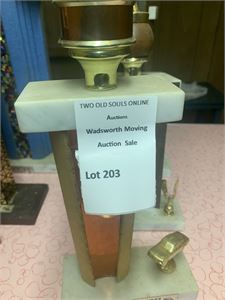 TWO OLD SOULS ONLINE
Auctions
Wadsworth Moving
Auction Sale
Lot 203